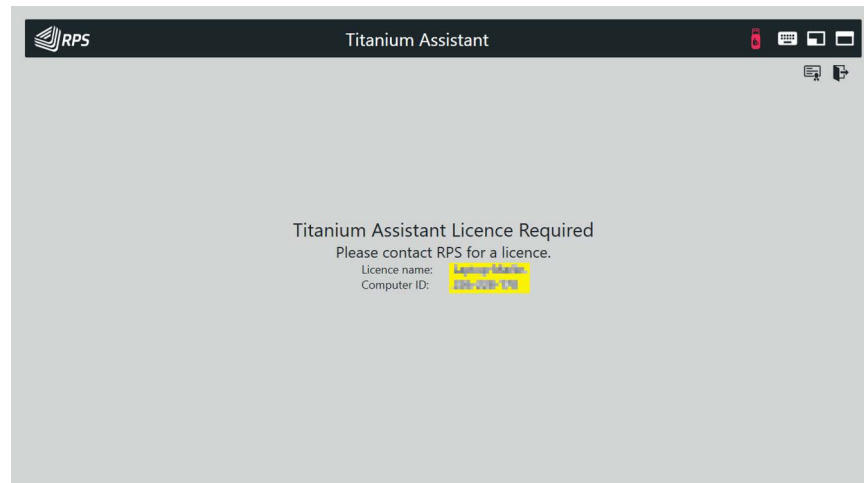 RPS
Titanium Assistant
Titanium Assistant Licence Required
Please contact RPS for a licence.
Licence name:
Computer ID: